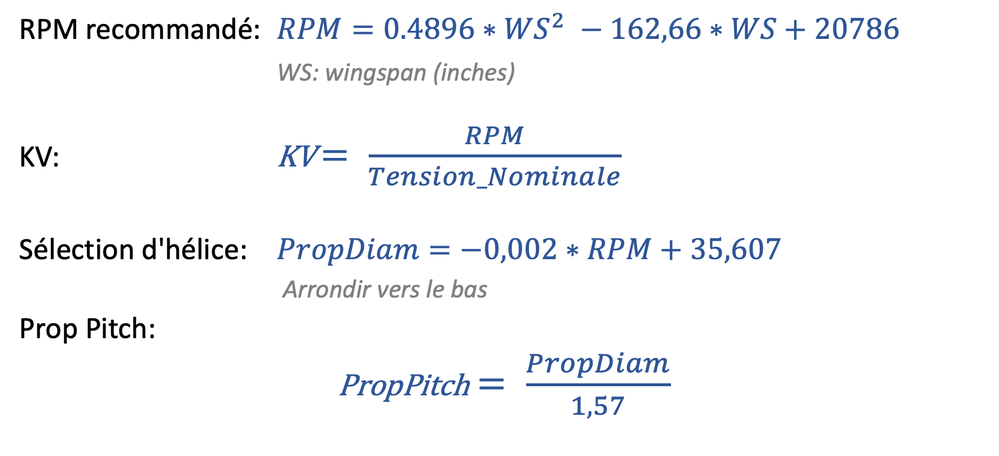 RPM recommandé: RPM = 0.4896 * WS² − 162,66 * WS + 20786
WS: wingspan (inches)
RPM
KV: KV=
Tension_Nominale
Sélection d'hélice: PropDiam = −0,002 * RPM + 35,607
Arrondir vers le bas
Prop Pitch:
PropDiam
PropPitch =
1,57